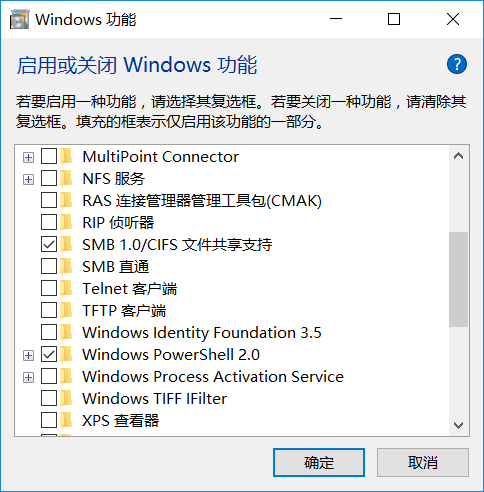 Windows 功能
启用或关闭 Windows 功能
?
若要启用一种功能，请选择其复选框。若要关闭一种功能，请清除其
复选框。填充的框表示仅启用该功能的一部分。
MultiPoint Connector
NFS 服务
RAS 连接管理器管理工具包(CMAK)
RIP 侦听器
SMB 1.0/CIFS 文件共享支持
SMB 直通
Telnet 客户端
TFTP 客户端
Windows Identity Foundation 3.5
Windows PowerShell 2.0
Windows Process Activation Service
Windows TIFF IFilter
XPS 查看器
确定
取消